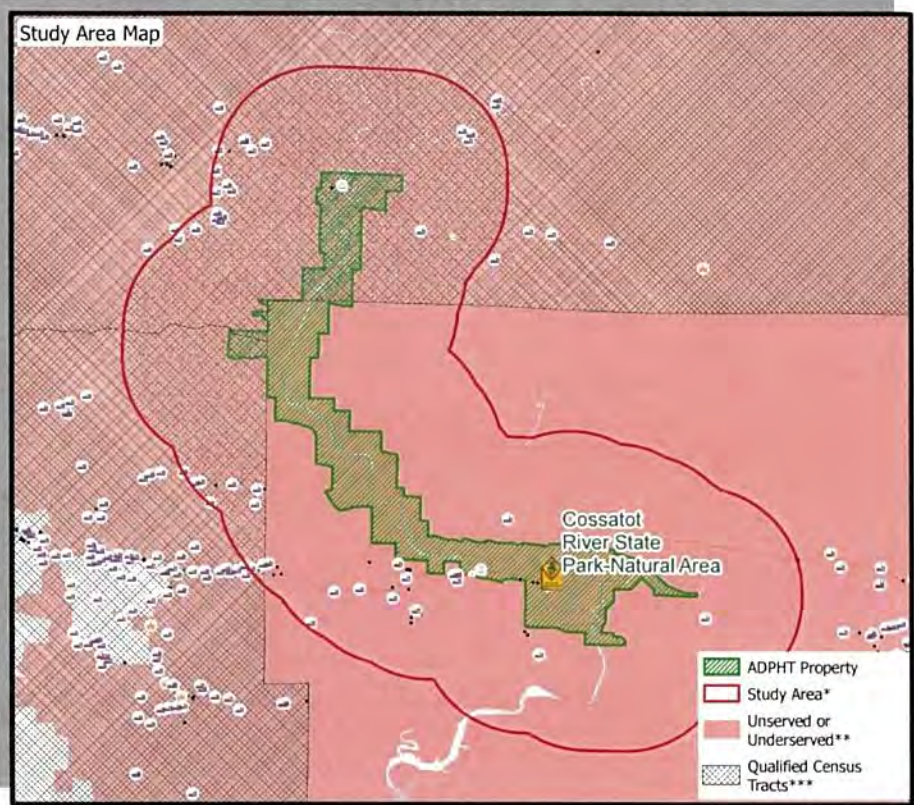 Study Area Map
Cossatot
River State
Park-Natural Area
ADPHT Property
Study Area*
Unserved or
Underserved**
Qualified Census
Tracts***